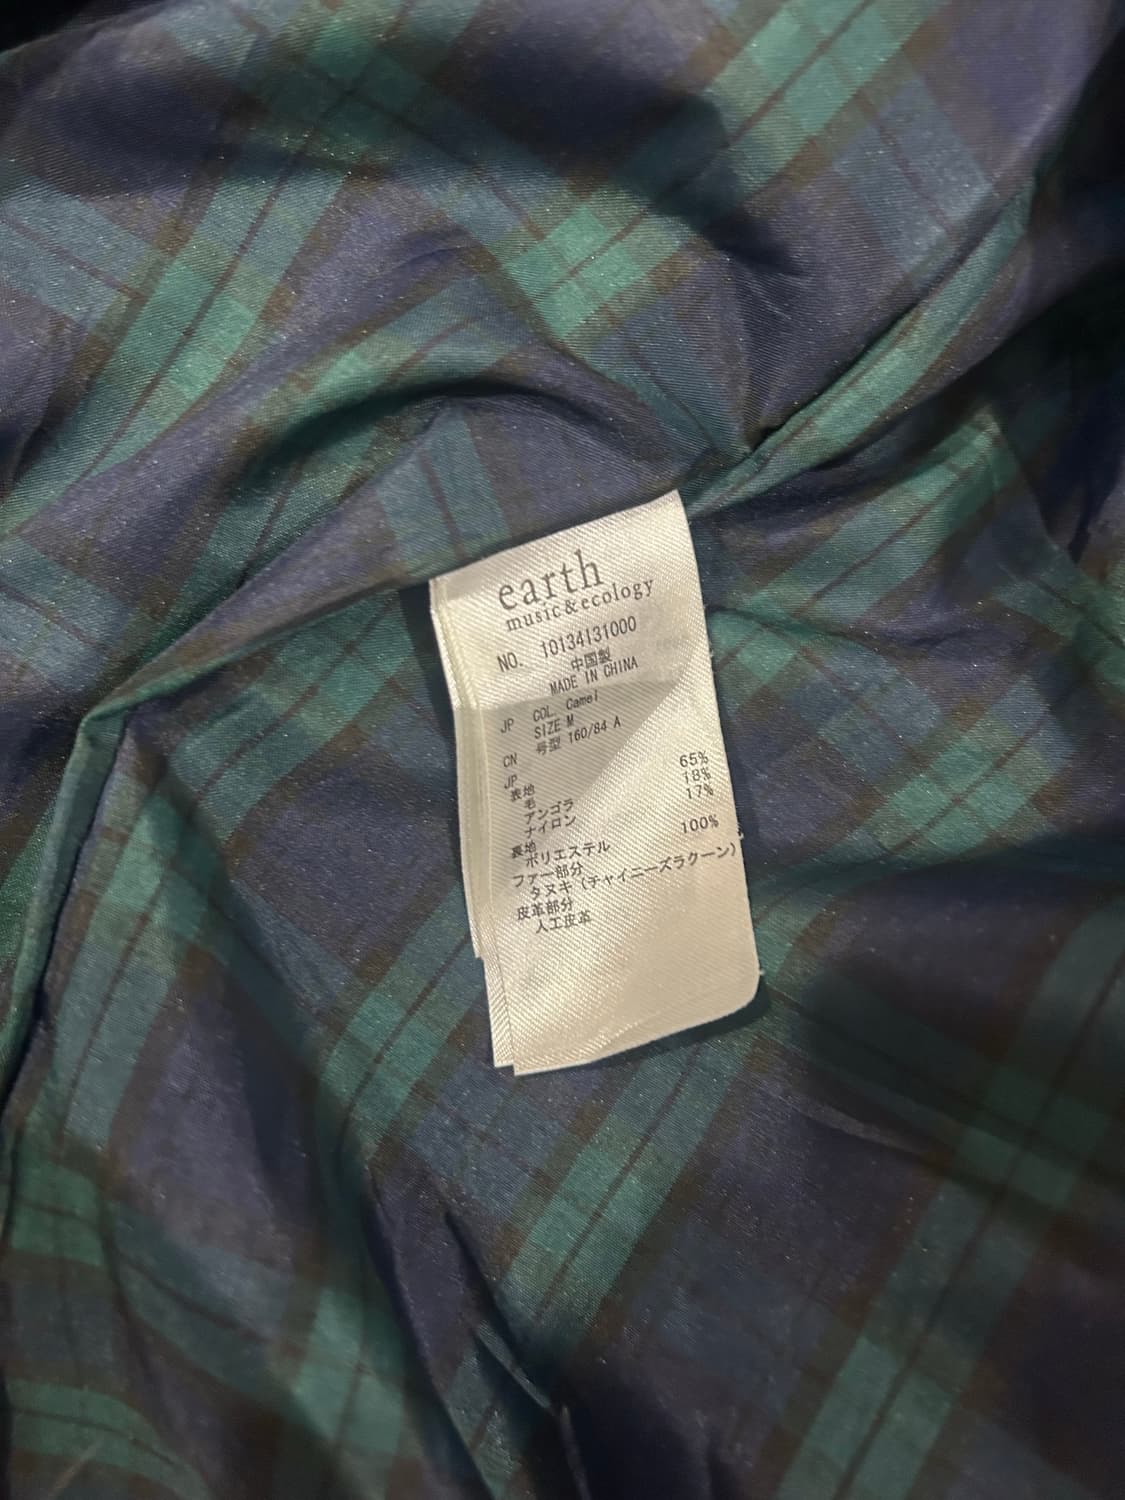 earth
music&ecology
NO. 10134131000
中国製
MADE IN CHINA
JP COL. Camel
SIZE M
CN 号型 160/84 A
JP
表地
毛 65%
アンゴラ 18%
ナイロン 17%
裏地
ポリエステル 100%
ファー部分
タヌキ(チャイニーズラクーン)
皮革部分
人工皮革